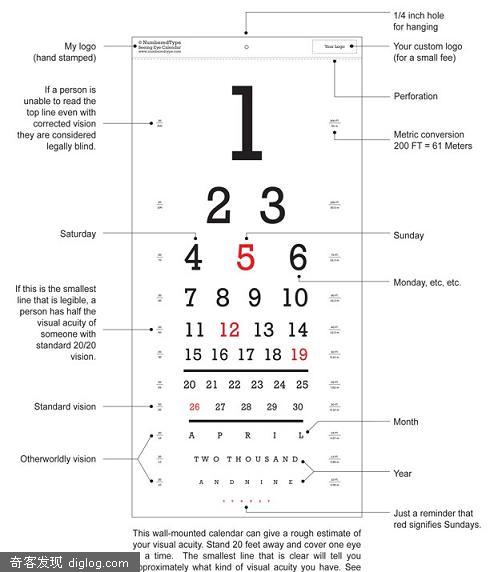 1/4 inch hole
for hanging
My logo
(hand stamped)
© NumberedType
Seeing Eye Calendar
www.numberedtype.com
Your Logo
Your custom logo
(for a small fee)
Perforation
If a person is
unable to read the
top line even with
corrected vision
they are considered
legally blind.
Metric conversion
200 FT = 61 Meters
1
2 3
Saturday
Sunday
4 5 6
Monday, etc, etc.
If this is the smallest
line that is legible, a
person has half the
visual acuity of
someone with
standard 20/20
vision.
7 8 9 10
11 12 13 14
15 16 17 18 19
20 21 22 23 24 25
Standard vision
26 27 28 29 30
Month
A P R I L
Otherworldly vision
TWO THOUSAND
Year
AND NINE
Just a reminder that
red signifies Sundays.
This wall-mounted calendar can give a rough estimate of
your visual acuity. Stand 20 feet away and cover one eye
a time. The smallest line that is clear will tell you
approximately what kind of visual acuity you have. See
奇客发现 diglog.com